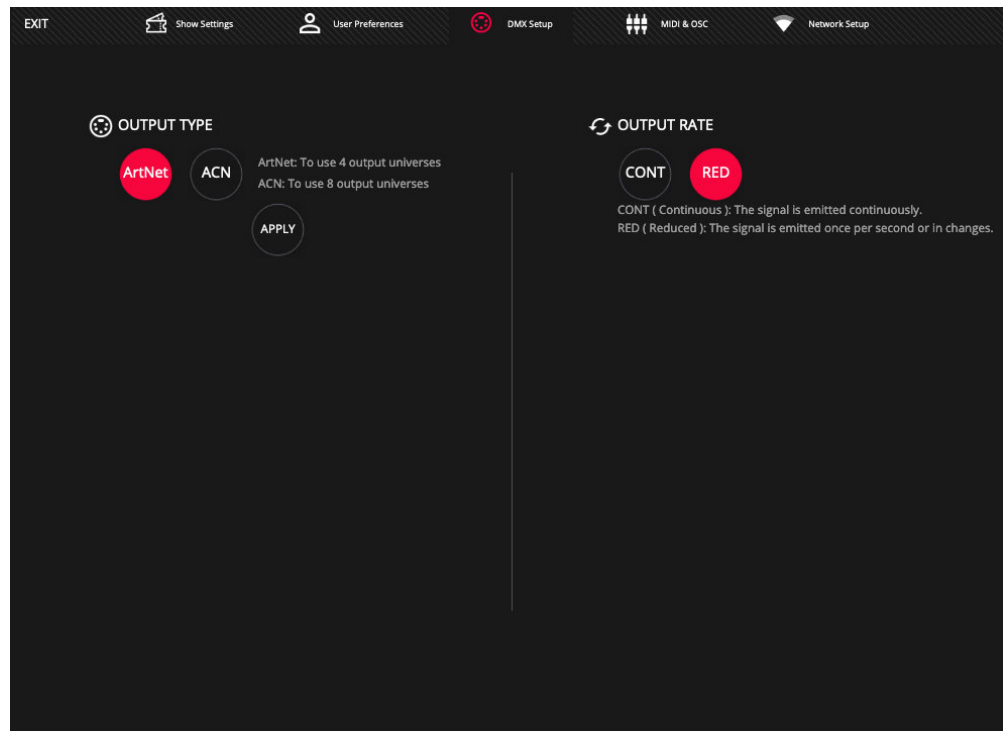 EXIT
Show Settings
User Preferences
DMX Setup
MIDI & OSC
Network Setup
OUTPUT TYPE
ArtNet
ACN
ArtNet: To use 4 output universes
ACN: To use 8 output universes
APPLY
OUTPUT RATE
CONT
RED
CONT ( Continuous ): The signal is emitted continuously.
RED ( Reduced ): The signal is emitted once per second or in changes.